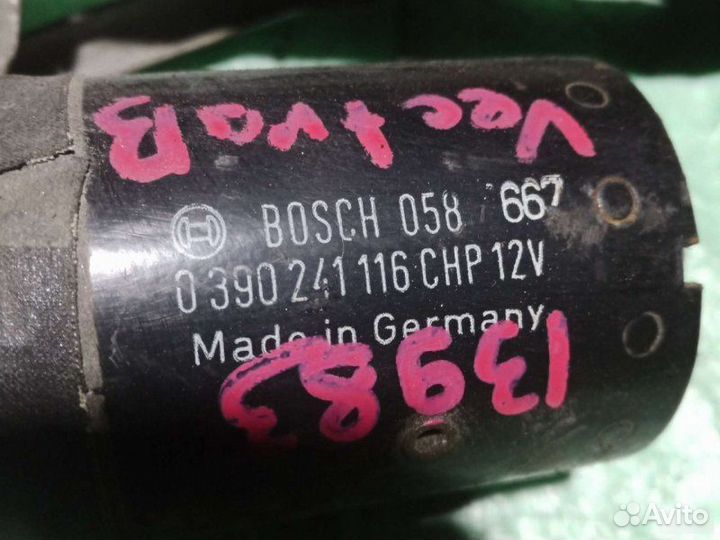 Vectra B
BOSCH 058 667
0 390 241 116 CHP 12V
Made in Germany
13983
Avito